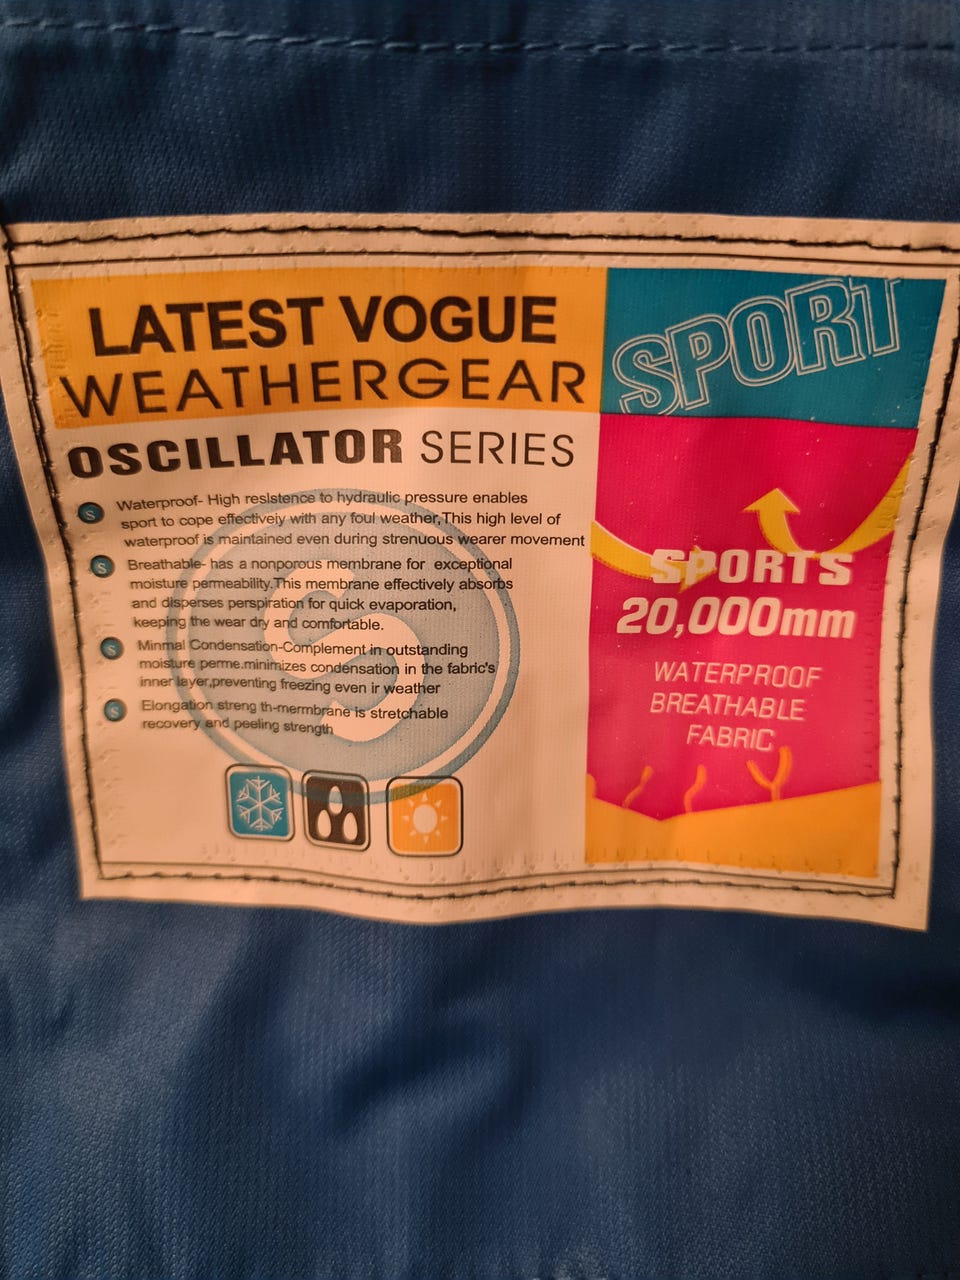 LATEST VOGUE
WEATHERGEAR
OSCILLATOR SERIES
S Waterproof- High reslstence to hydraulic pressure enables
sport to cope effectively with any foul weather,This high level of
waterproof is maintained even during strenuous wearer movement
S Breathable- has a nonporous membrane for exceptional
moisture permeability.This membrane effectively absorbs
and disperses perspiration for quick evaporation,
keeping the wear dry and comfortable.
S Minmal Condensation-Complement in outstanding
moisture perme.minimizes condensation in the fabric's
inner layer,preventing freezing even ir weather
S Elongation streng th-mermbrane is stretchable
recovery and peeling strength
S
SPORT
SPORTS
20,000mm
WATERPROOF
BREATHABLE
FABRIC